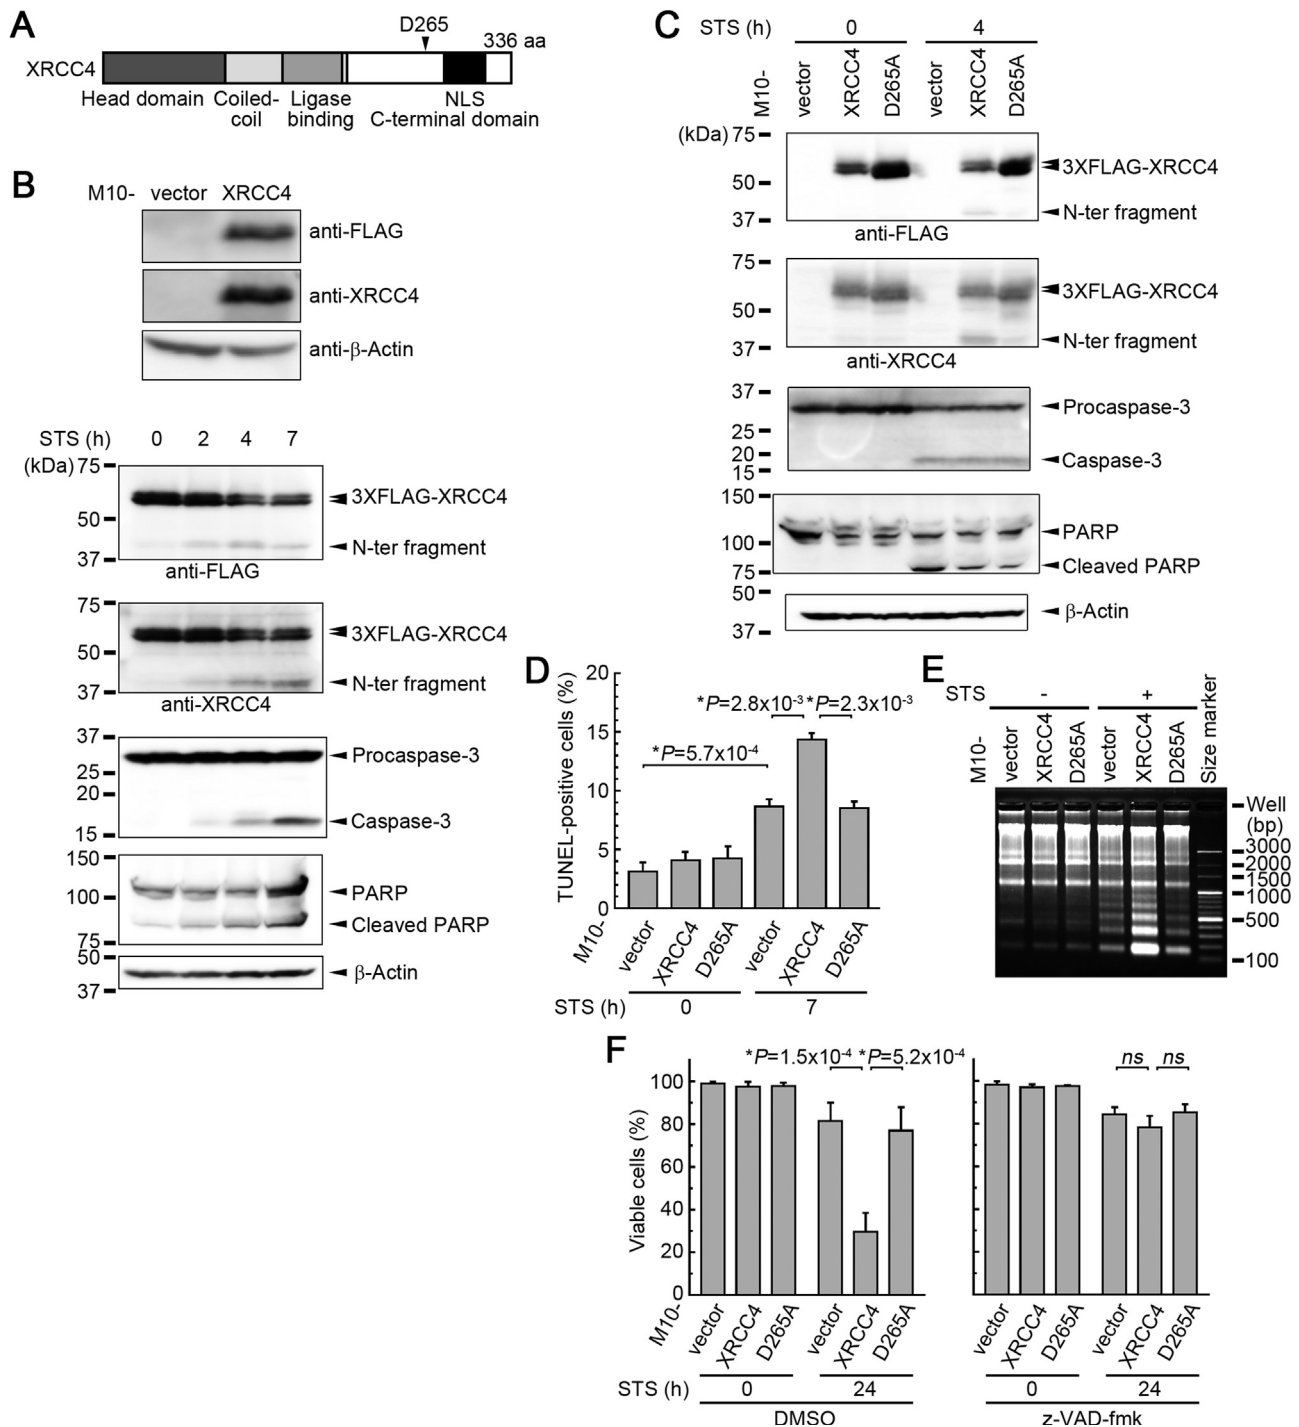 A
D265
336 aa
XRCC4
Head domain
Coiled-coil
Ligase binding
NLS
C-terminal domain
B
M10- vector XRCC4
anti-FLAG
anti-XRCC4
anti-β-Actin
STS (h) 0 2 4 7
(kDa) 75
50
37
3XFLAG-XRCC4
N-ter fragment
anti-FLAG
75
50
37
3XFLAG-XRCC4
N-ter fragment
anti-XRCC4
37
25
20
15
Procaspase-3
Caspase-3
150
100
75
PARP
Cleaved PARP
50
37
β-Actin
C
STS (h) 0 4
M10- vector XRCC4 D265A vector XRCC4 D265A
(kDa) 75
50
37
3XFLAG-XRCC4
N-ter fragment
anti-FLAG
75
50
37
3XFLAG-XRCC4
N-ter fragment
anti-XRCC4
37
25
20
15
Procaspase-3
Caspase-3
150
100
75
PARP
Cleaved PARP
50
37
β-Actin
D
TUNEL-positive cells (%)
20
15
10
5
0
*P=2.8x10-3 *P=2.3x10-3
*P=5.7x10-4
M10- vector XRCC4 D265A vector XRCC4 D265A
STS (h) 0 7
E
STS - +
M10- vector XRCC4 D265A vector XRCC4 D265A Size marker
Well
(bp)
3000
2000
1500
1000
500
100
F
Viable cells (%)
100
80
60
40
20
0
*P=1.5x10-4 *P=5.2x10-4
ns ns
M10- vector XRCC4 D265A vector XRCC4 D265A
vector XRCC4 D265A vector XRCC4 D265A
STS (h) 0 24 0 24
DMSO z-VAD-fmk